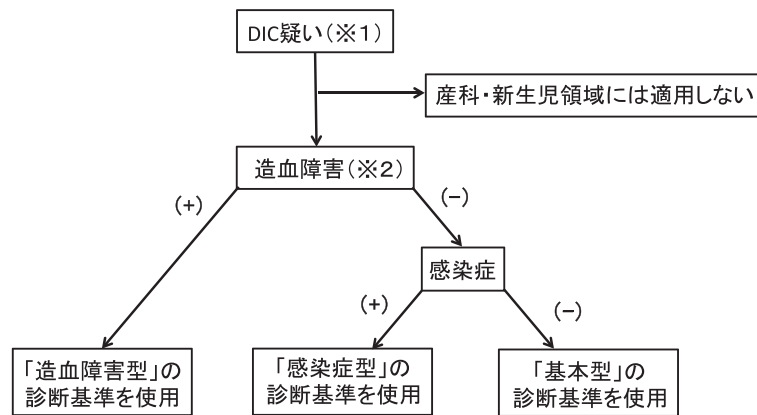 DIC疑い(※1)
産科・新生児領域には適用しない
造血障害(※2)
(+)
(−)
感染症
(+)
(−)
「造血障害型」の
診断基準を使用
「感染症型」の
診断基準を使用
「基本型」の
診断基準を使用